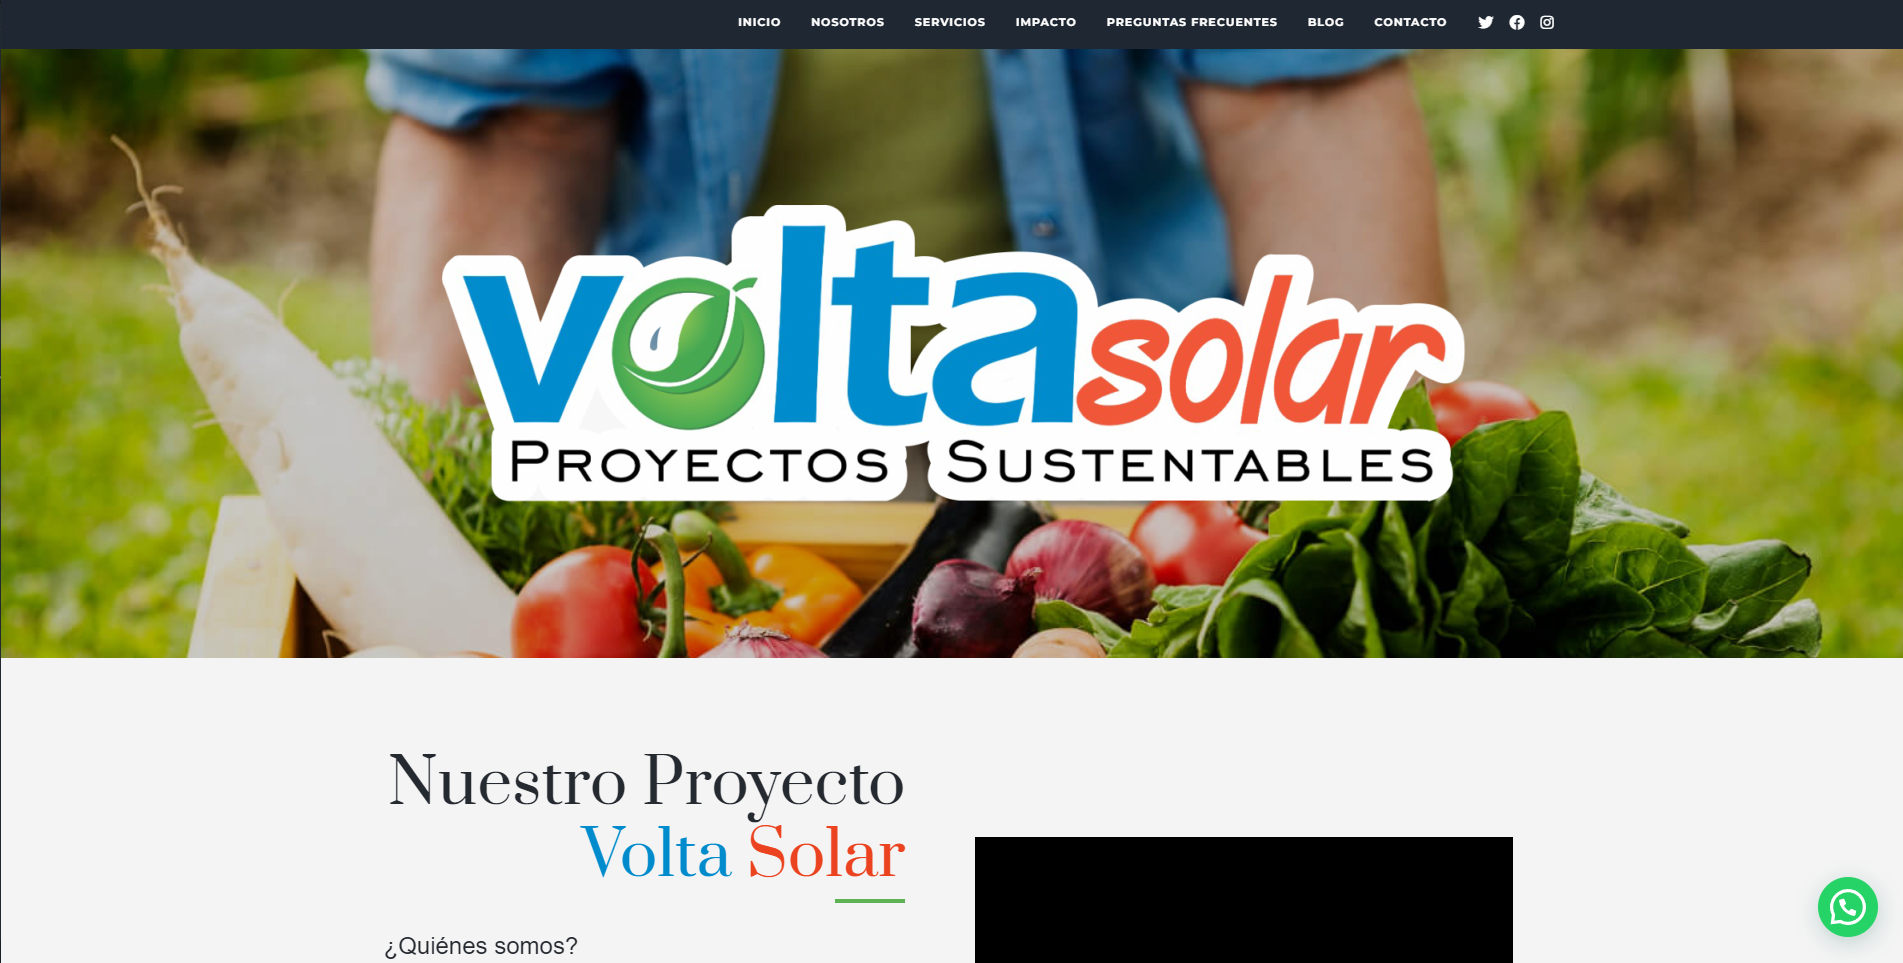 INICIO NOSOTROS SERVICIOS IMPACTO PREGUNTAS FRECUENTES BLOG CONTACTO
voltasolar
PROYECTOS SUSTENTABLES
Nuestro Proyecto
Volta Solar
¿Quiénes somos?